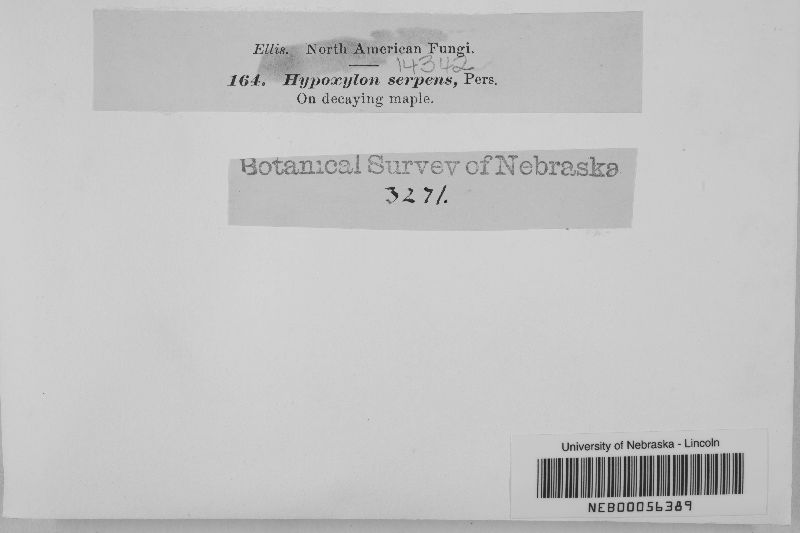 Ellis. North American Fungi.
14342
164. Hypoxylon serpens, Pers.
On decaying maple.
Botanical Survey of Nebraska
3271.
University of Nebraska - Lincoln
NEB00056389